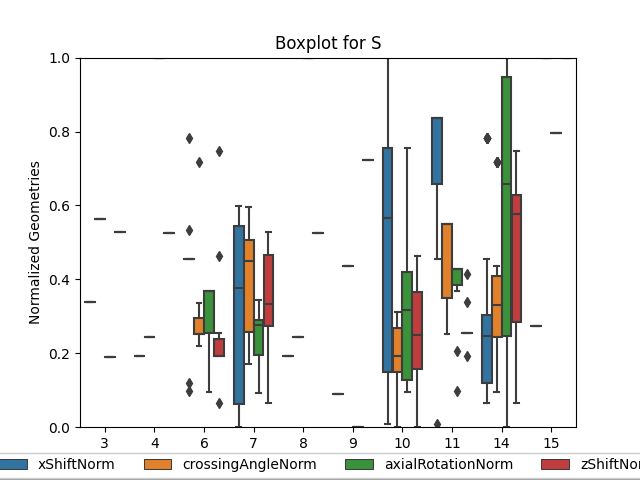 Boxplot for S
1.0
0.8
0.6
0.4
0.2
0.0
Normalized Geometries
3 4 6 7 8 9 10 11 14 15
xShiftNorm crossingAngleNorm axialRotationNorm zShiftNor